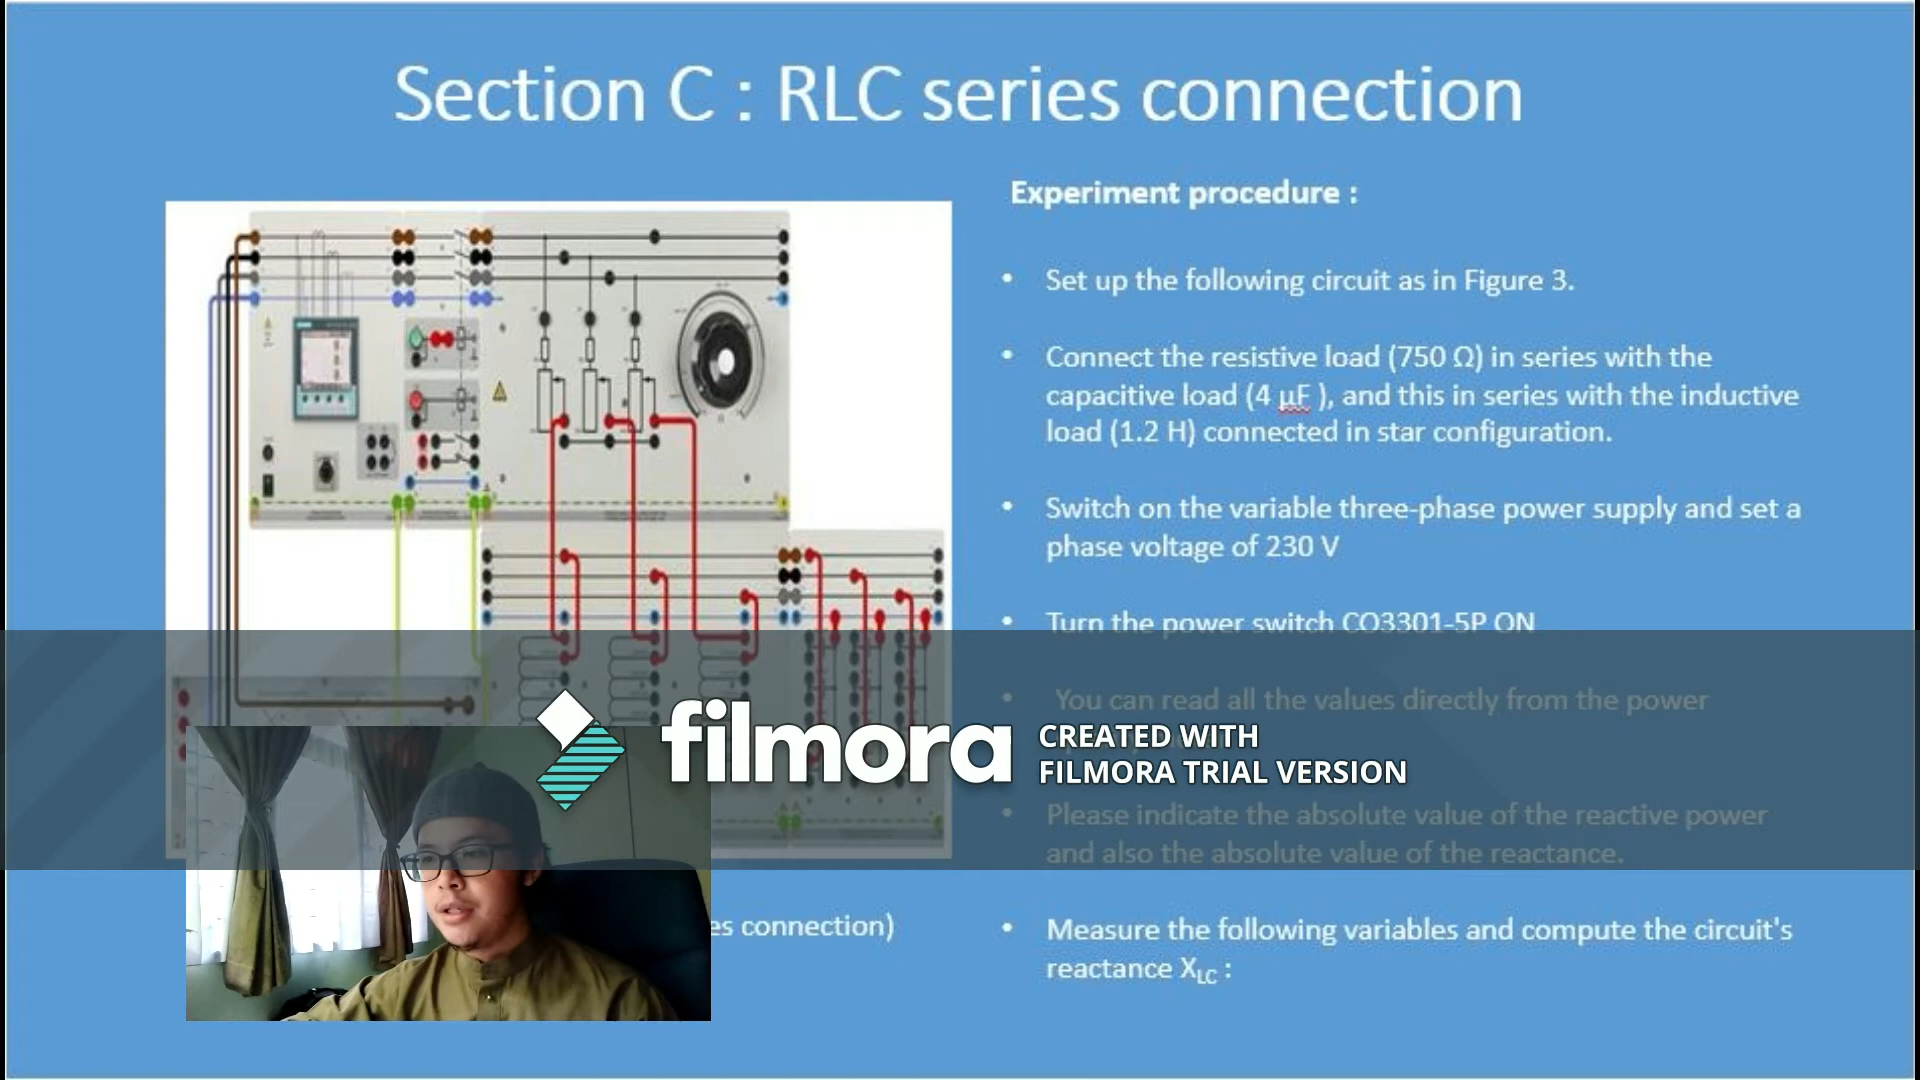 Section C : RLC series connection
Experiment procedure :
• Set up the following circuit as in Figure 3.
• Connect the resistive load (750 Ω) in series with the
capacitive load (4 μF ), and this in series with the inductive
load (1.2 H) connected in star configuration.
• Switch on the variable three-phase power supply and set a
phase voltage of 230 V
• Turn the power switch CO3301-5P ON
• You can read all the values directly from the power
filmora
CREATED WITH
FILMORA TRIAL VERSION
• Please indicate the absolute value of the reactive power
and also the absolute value of the reactance.
es connection)
• Measure the following variables and compute the circuit's
reactance XLC :